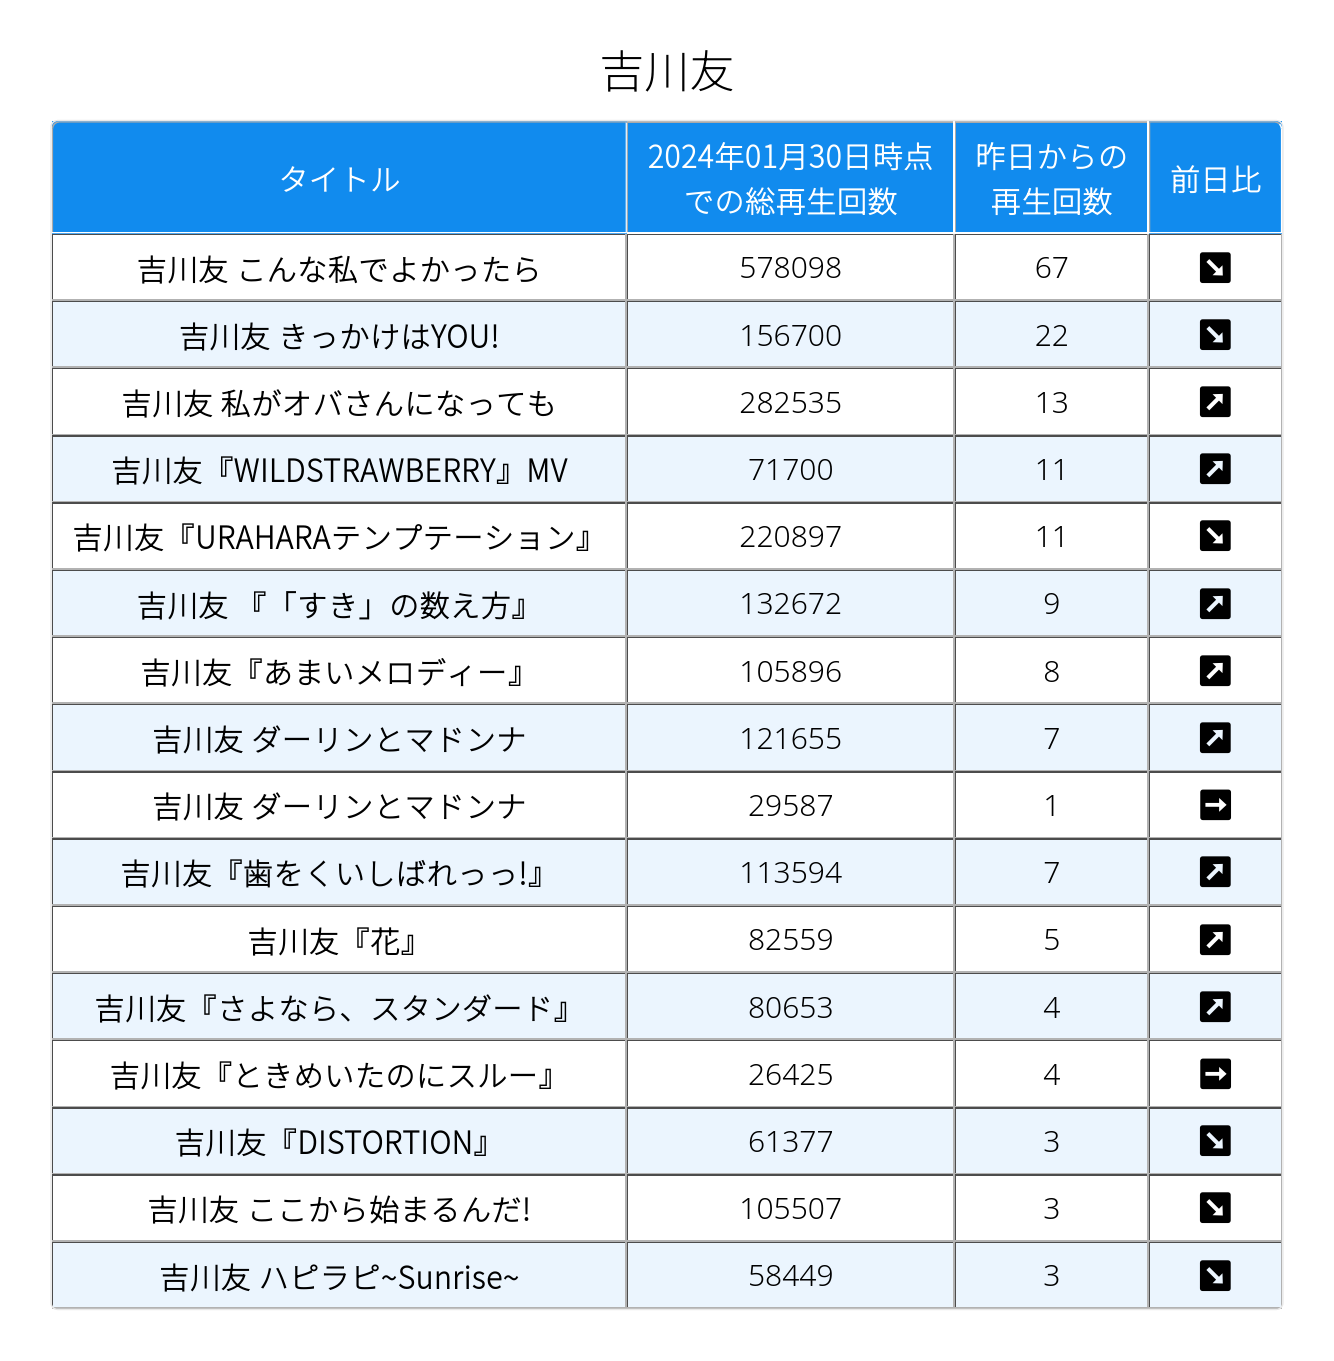 吉川友
タイトル
2024年01月30日時点
での総再生回数
昨日からの
再生回数
前日比
吉川友 こんな私でよかったら 578098 67 ↘
吉川友 きっかけはYOU! 156700 22 ↘
吉川友 私がオバさんになっても 282535 13 ↗
吉川友『WILDSTRAWBERRY』MV 71700 11 ↗
吉川友『URAHARAテンプテーション』 220897 11 ↘
吉川友 『「すき」の数え方』 132672 9 ↗
吉川友『あまいメロディー』 105896 8 ↗
吉川友 ダーリンとマドンナ 121655 7 ↗
吉川友 ダーリンとマドンナ 29587 1 →
吉川友『歯をくいしばれっっ!』 113594 7 ↗
吉川友『花』 82559 5 ↗
吉川友『さよなら、スタンダード』 80653 4 ↗
吉川友『ときめいたのにスルー』 26425 4 →
吉川友『DISTORTION』 61377 3 ↘
吉川友 ここから始まるんだ! 105507 3 ↘
吉川友 ハピラピ~Sunrise~ 58449 3 ↘